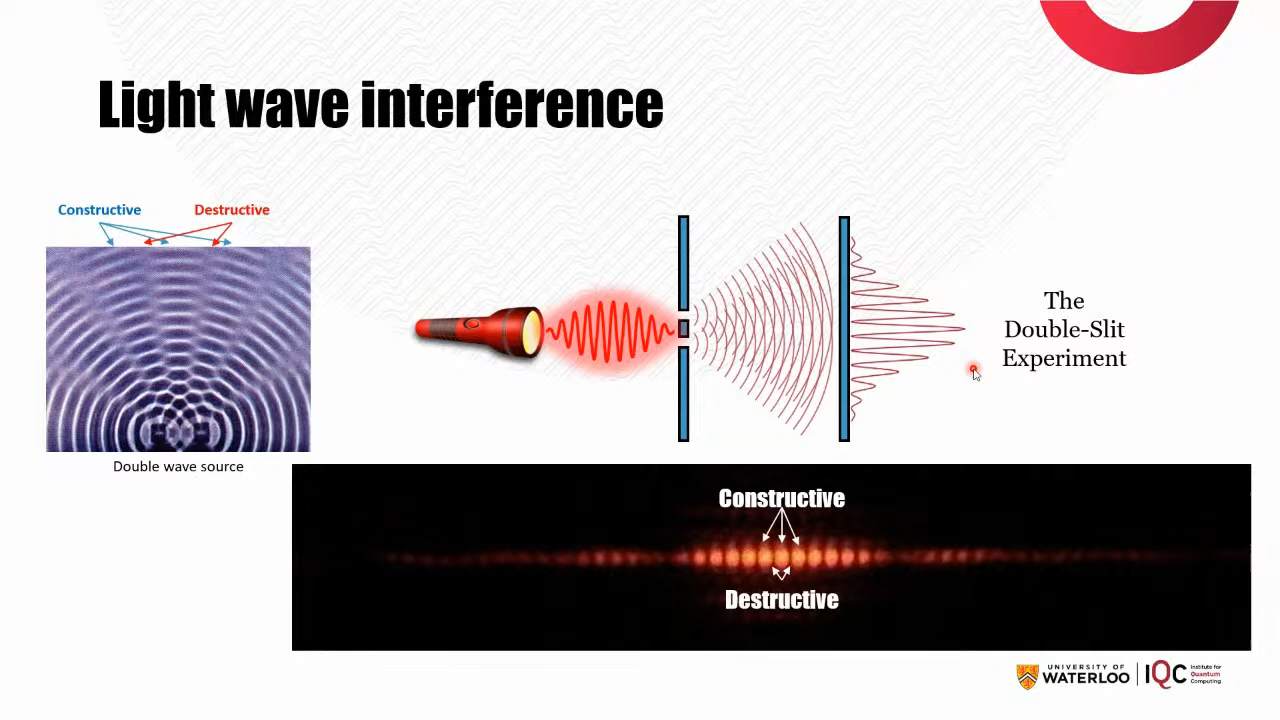 Light wave interference
Constructive
Destructive
Double wave source
The
Double-Slit
Experiment
Constructive
Destructive
UNIVERSITY OF
WATERLOO
IQC
Institute for
Quantum
Computing